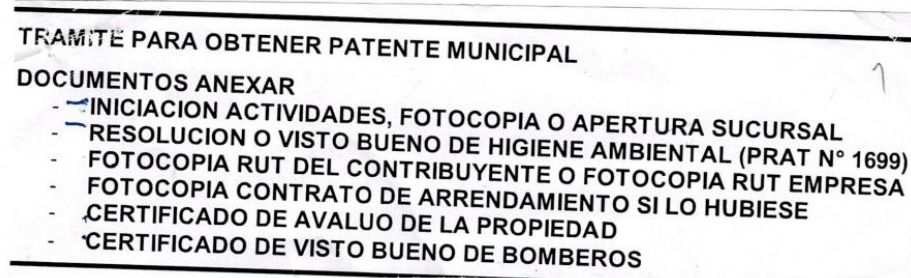 TRAMITE PARA OBTENER PATENTE MUNICIPAL
1
DOCUMENTOS ANEXAR
- INICIACION ACTIVIDADES, FOTOCOPIA O APERTURA SUCURSAL
- RESOLUCION O VISTO BUENO DE HIGIENE AMBIENTAL (PRAT N° 1699)
- FOTOCOPIA RUT DEL CONTRIBUYENTE O FOTOCOPIA RUT EMPRESA
- FOTOCOPIA CONTRATO DE ARRENDAMIENTO SI LO HUBIESE
- CERTIFICADO DE AVALUO DE LA PROPIEDAD
- CERTIFICADO DE VISTO BUENO DE BOMBEROS